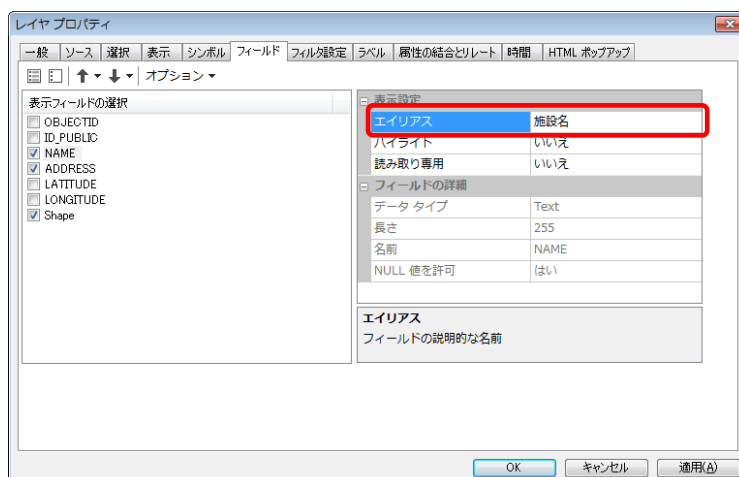 レイヤ プロパティ
一般 ソース 選択 表示 シンボル フィールド フィルタ設定 ラベル 属性の結合とリレート 時間 HTML ポップアップ
オプション
表示フィールドの選択
OBJECTID
ID_PUBLIC
NAME
ADDRESS
LATITUDE
LONGITUDE
Shape
表示設定
エイリアス 施設名
ハイライト いいえ
読み取り専用 いいえ
フィールドの詳細
データ タイプ Text
長さ 255
名前 NAME
NULL 値を許可 はい
エイリアス
フィールドの説明的な名前
OK キャンセル 適用(A)